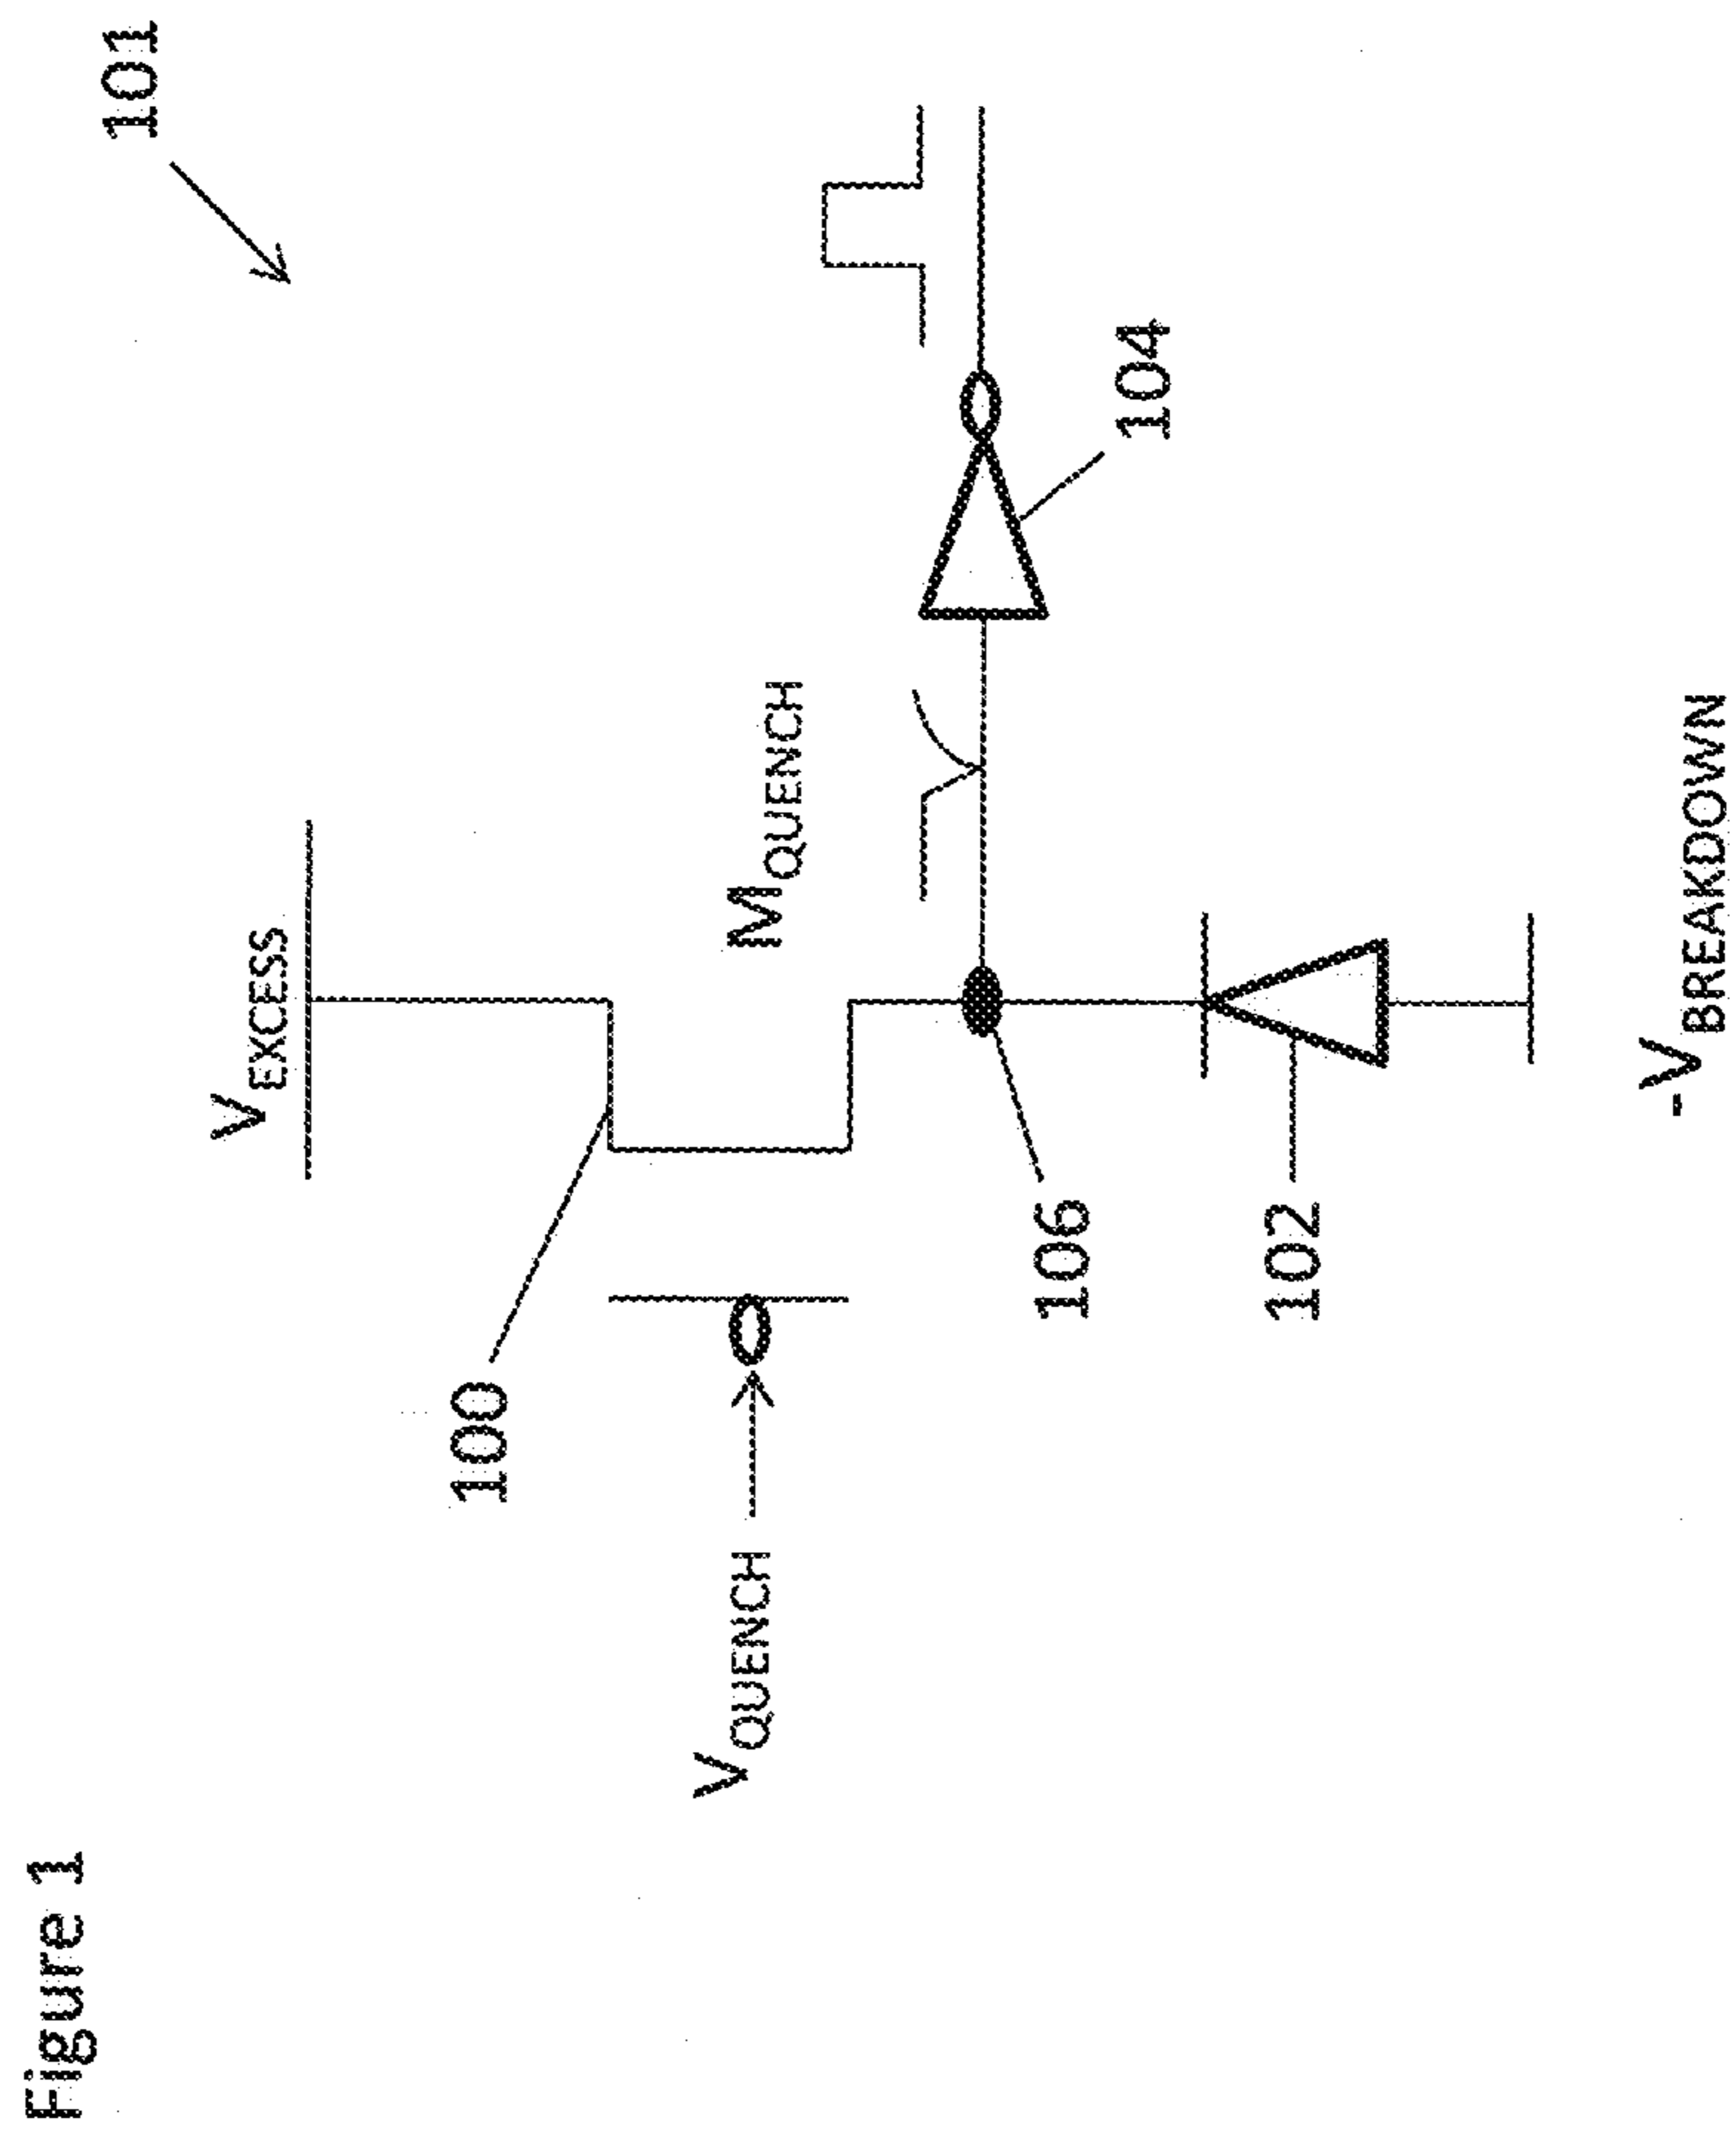 Figure 1
101
VEXCESS
100
VQUENCH
MQUENCH
104
106
102
-VBREAKDOWN